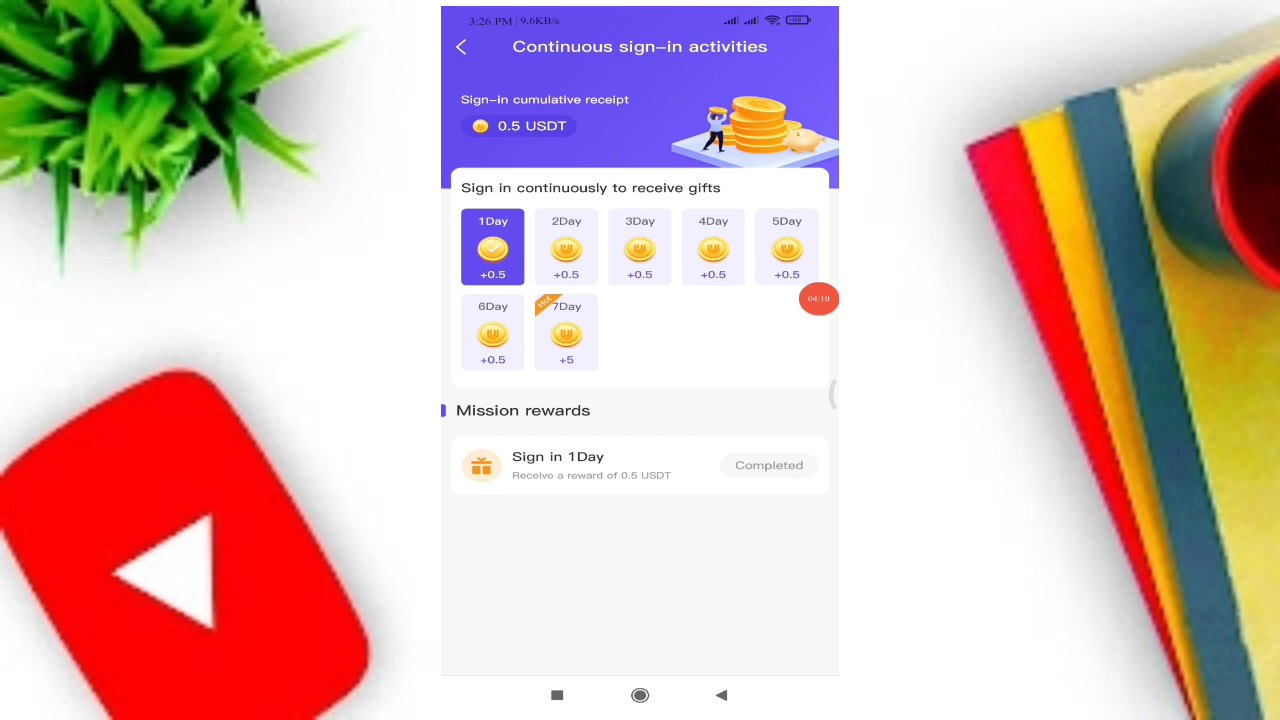 3:26 PM | 9.6KB/s
68
Continuous sign-in activities
Sign-in cumulative receipt
0.5 USDT
Sign in continuously to receive gifts
1Day 2Day 3Day 4Day 5Day
+0.5 +0.5 +0.5 +0.5 +0.5
04:10
6Day Hot 7Day
+0.5 +5
Mission rewards
Sign in 1Day
Receive a reward of 0.5 USDT
Completed